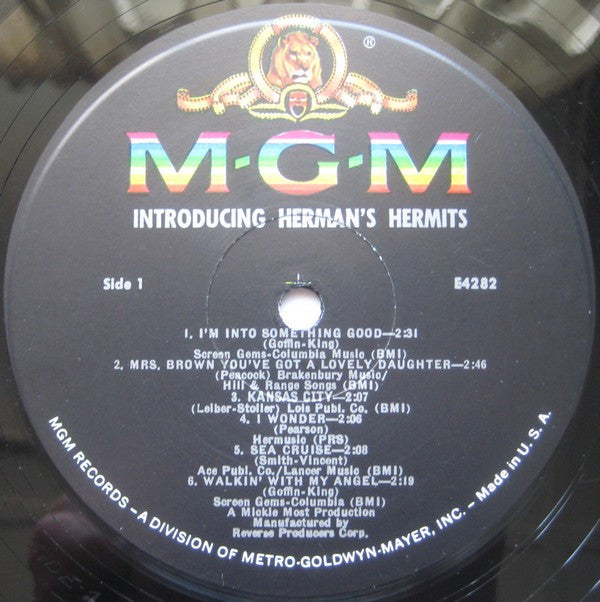 ®
M-G-M
INTRODUCING HERMAN'S HERMITS
Side 1
E4282
1. I'M INTO SOMETHING GOOD—2:31
(Goffin-King)
Screen Gems-Columbia Music (BMI)
2. MRS. BROWN YOU'VE GOT A LOVELY DAUGHTER—2:46
(Peacock) Brakenbury Music/
Hill & Range Songs (BMI)
3. KANSAS CITY—2:07
(Leiber-Stoller) Lois Publ. Co. (BMI)
4. I WONDER—2:06
(Pearson)
Hermusic (PRS)
5. SEA CRUISE—2:08
(Smith-Vincent)
Ace Publ. Co./Lancer Music (BMI)
6. WALKIN' WITH MY ANGEL—2:19
(Goffin-King)
Screen Gems-Columbia (BMI)
A Mickie Most Production
Manufactured by
Reverse Producers Corp.
MGM RECORDS – A DIVISION OF METRO-GOLDWYN-MAYER, INC. – Made in U.S.A.